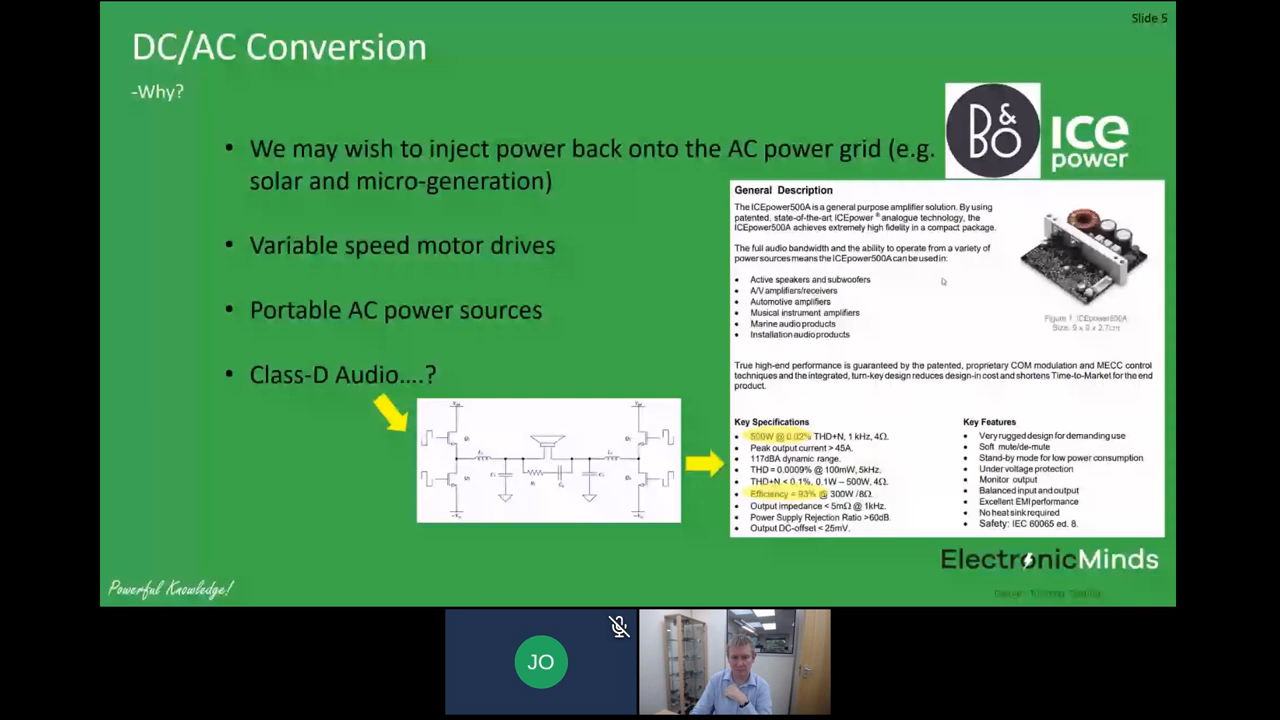 Slide 5
DC/AC Conversion
-Why?
• We may wish to inject power back onto the AC power grid (e.g.
solar and micro-generation)
• Variable speed motor drives
• Portable AC power sources
• Class-D Audio....?
B&O
ICE
power
General Description
The ICEpower500A is a general purpose amplifier solution. By using
patented, state-of-the-art ICEpower ® analogue technology, the
ICEpower500A achieves extremely high fidelity in a compact package.
The full audio bandwidth and the ability to operate from a variety of
power sources means the ICEpower500A can be used in:
• Active speakers and subwoofers
• A/V amplifiers/receivers
• Automotive amplifiers
• Musical instrument amplifiers
• Marine audio products
• Installation audio products
Figure 1: ICEpower500A
Size: 9 x 9 x 2.7cm
True high-end performance is guaranteed by the patented, proprietary COM modulation and MECC control
techniques and the integrated, turn-key design reduces design-in cost and shortens Time-to-Market for the end
product.
Key Specifications
• 500W @ 0.02% THD+N, 1 kHz, 4Ω.
• Peak output current > 45A.
• 117dBA dynamic range.
• THD = 0.0009% @ 100mW, 5kHz.
• THD+N < 0.1%, 0.1W – 500W, 4Ω.
• Efficiency = 93% @ 300W /8Ω.
• Output impedance < 5mΩ @ 1kHz.
• Power Supply Rejection Ratio >60dB.
• Output DC-offset < 25mV.
Key Features
• Very rugged design for demanding use
• Soft mute/de-mute
• Stand-by mode for low power consumption
• Under voltage protection
• Monitor output
• Balanced input and output
• Excellent EMI performance
• No heat sink required
• Safety: IEC 60065 ed. 8.
ElectronicMinds
Powerful Knowledge!
JO